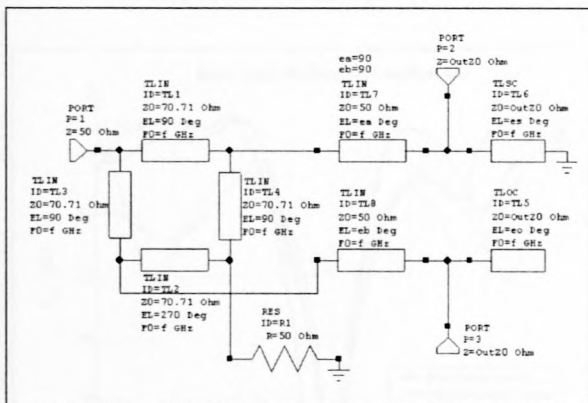 PORT
P=1
Z=50 Ohm
TLIN
ID=TL1
Z0=70.71 Ohm
EL=90 Deg
F0=f GHz
ea=90
eb=90
TLIN
ID=TL7
Z0=50 Ohm
EL=ea Deg
F0=f GHz
PORT
P=2
Z=OutZ0 Ohm
TLSC
ID=TL6
Z0=OutZ0 Ohm
EL=es Deg
F0=f GHz
TLIN
ID=TL3
Z0=70.71 Ohm
EL=90 Deg
F0=f GHz
TLIN
ID=TL4
Z0=70.71 Ohm
EL=90 Deg
F0=f GHz
TLIN
ID=TL8
Z0=50 Ohm
EL=eb Deg
F0=f GHz
TLOC
ID=TL5
Z0=OutZ0 Ohm
EL=eo Deg
F0=f GHz
TLIN
ID=TL2
Z0=70.71 Ohm
EL=270 Deg
F0=f GHz
RES
ID=R1
R=50 Ohm
PORT
P=3
Z=OutZ0 Ohm